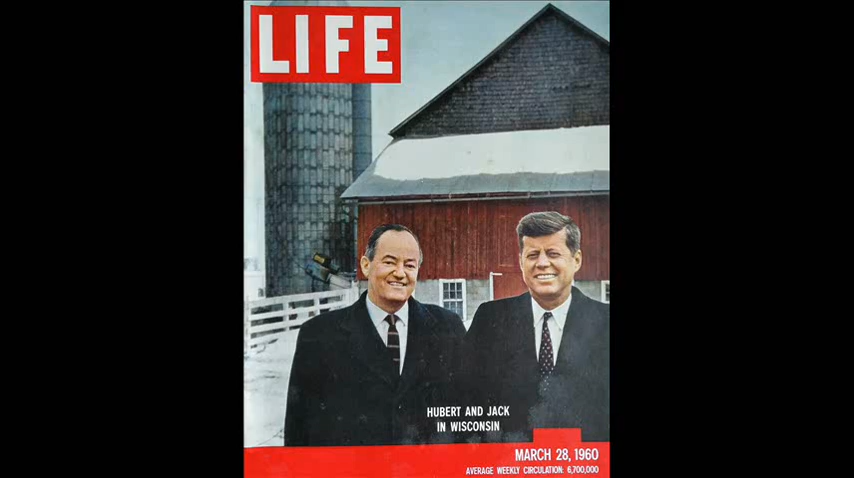 LIFE
HUBERT AND JACK
IN WISCONSIN
MARCH 28, 1960
AVERAGE WEEKLY CIRCULATION: 6,700,000